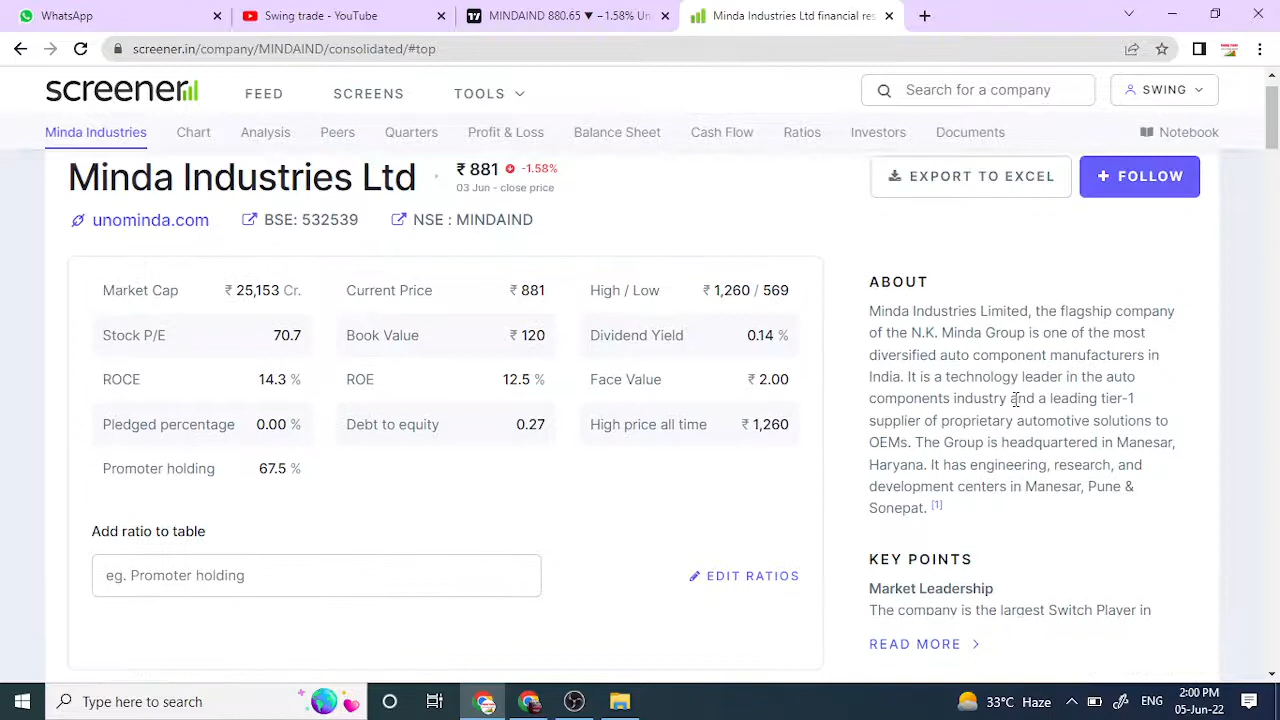 WhatsApp
Swing trade - YouTube
MINDAIND 880.65 ▼ −1.58% Un
Minda Industries Ltd financial res
screener.in/company/MINDAIND/consolidated/#top
screener
FEED
SCREENS
TOOLS
Search for a company
SWING
Minda Industries
Chart
Analysis
Peers
Quarters
Profit & Loss
Balance Sheet
Cash Flow
Ratios
Investors
Documents
Notebook
Minda Industries Ltd
₹ 881
-1.58%
03 Jun - close price
EXPORT TO EXCEL
+ FOLLOW
unominda.com
BSE: 532539
NSE : MINDAIND
Market Cap ₹ 25,153 Cr.
Current Price ₹ 881
High / Low ₹ 1,260 / 569
Stock P/E 70.7
Book Value ₹ 120
Dividend Yield 0.14 %
ROCE 14.3 %
ROE 12.5 %
Face Value ₹ 2.00
Pledged percentage 0.00 %
Debt to equity 0.27
High price all time ₹ 1,260
Promoter holding 67.5 %
Add ratio to table
eg. Promoter holding
EDIT RATIOS
ABOUT
Minda Industries Limited, the flagship company
of the N.K. Minda Group is one of the most
diversified auto component manufacturers in
India. It is a technology leader in the auto
components industry and a leading tier-1
supplier of proprietary automotive solutions to
OEMs. The Group is headquartered in Manesar,
Haryana. It has engineering, research, and
development centers in Manesar, Pune &
Sonepat. [1]
KEY POINTS
Market Leadership
The company is the largest Switch Player in
READ MORE
Type here to search
33°C Haze
ENG
2:00 PM
05-Jun-22